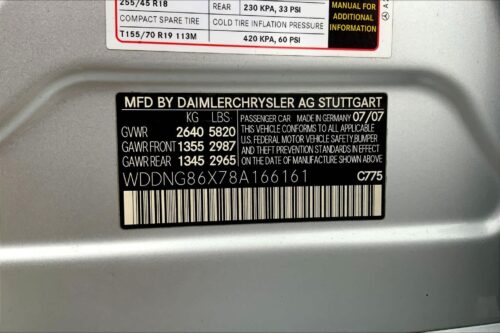 255/45 R18
REAR 230 KPA, 33 PSI
COMPACT SPARE TIRE COLD TIRE INFLATION PRESSURE
T155/70 R19 113M 420 KPA, 60 PSI
MANUAL FOR
ADDITIONAL
INFORMATION
MFD BY DAIMLERCHRYSLER AG STUTTGART
KG LBS PASSENGER CAR MADE IN GERMANY 07/07
GVWR 2640 5820 THIS VEHICLE CONFORMS TO ALL APPLICABLE
GAWR FRONT 1355 2987 U.S. FEDERAL MOTOR VEHICLE SAFETY,BUMPER
GAWR REAR 1345 2965 AND THEFT PREVENTION STANDARDS IN
EFFECT ON THE DATE OF MANUFACTURE SHOWN ABOVE
WDDNG86X78A166161 C775